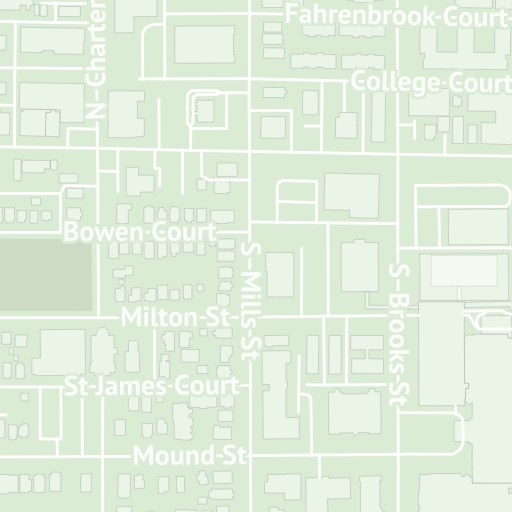 Fahrenbrook Court
N Charter
College Court
Bowen Court
S Mills St
S Brooks St
Milton St
St James Court
Mound St